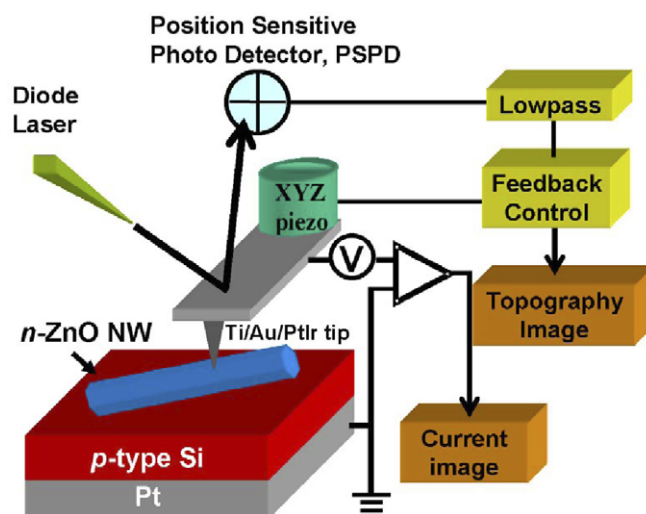 Position Sensitive
Photo Detector, PSPD
Diode
Laser
Lowpass
XYZ
piezo
Feedback
Control
V
Topography
Image
n-ZnO NW
Ti/Au/PtIr tip
p-type Si
Current
image
Pt